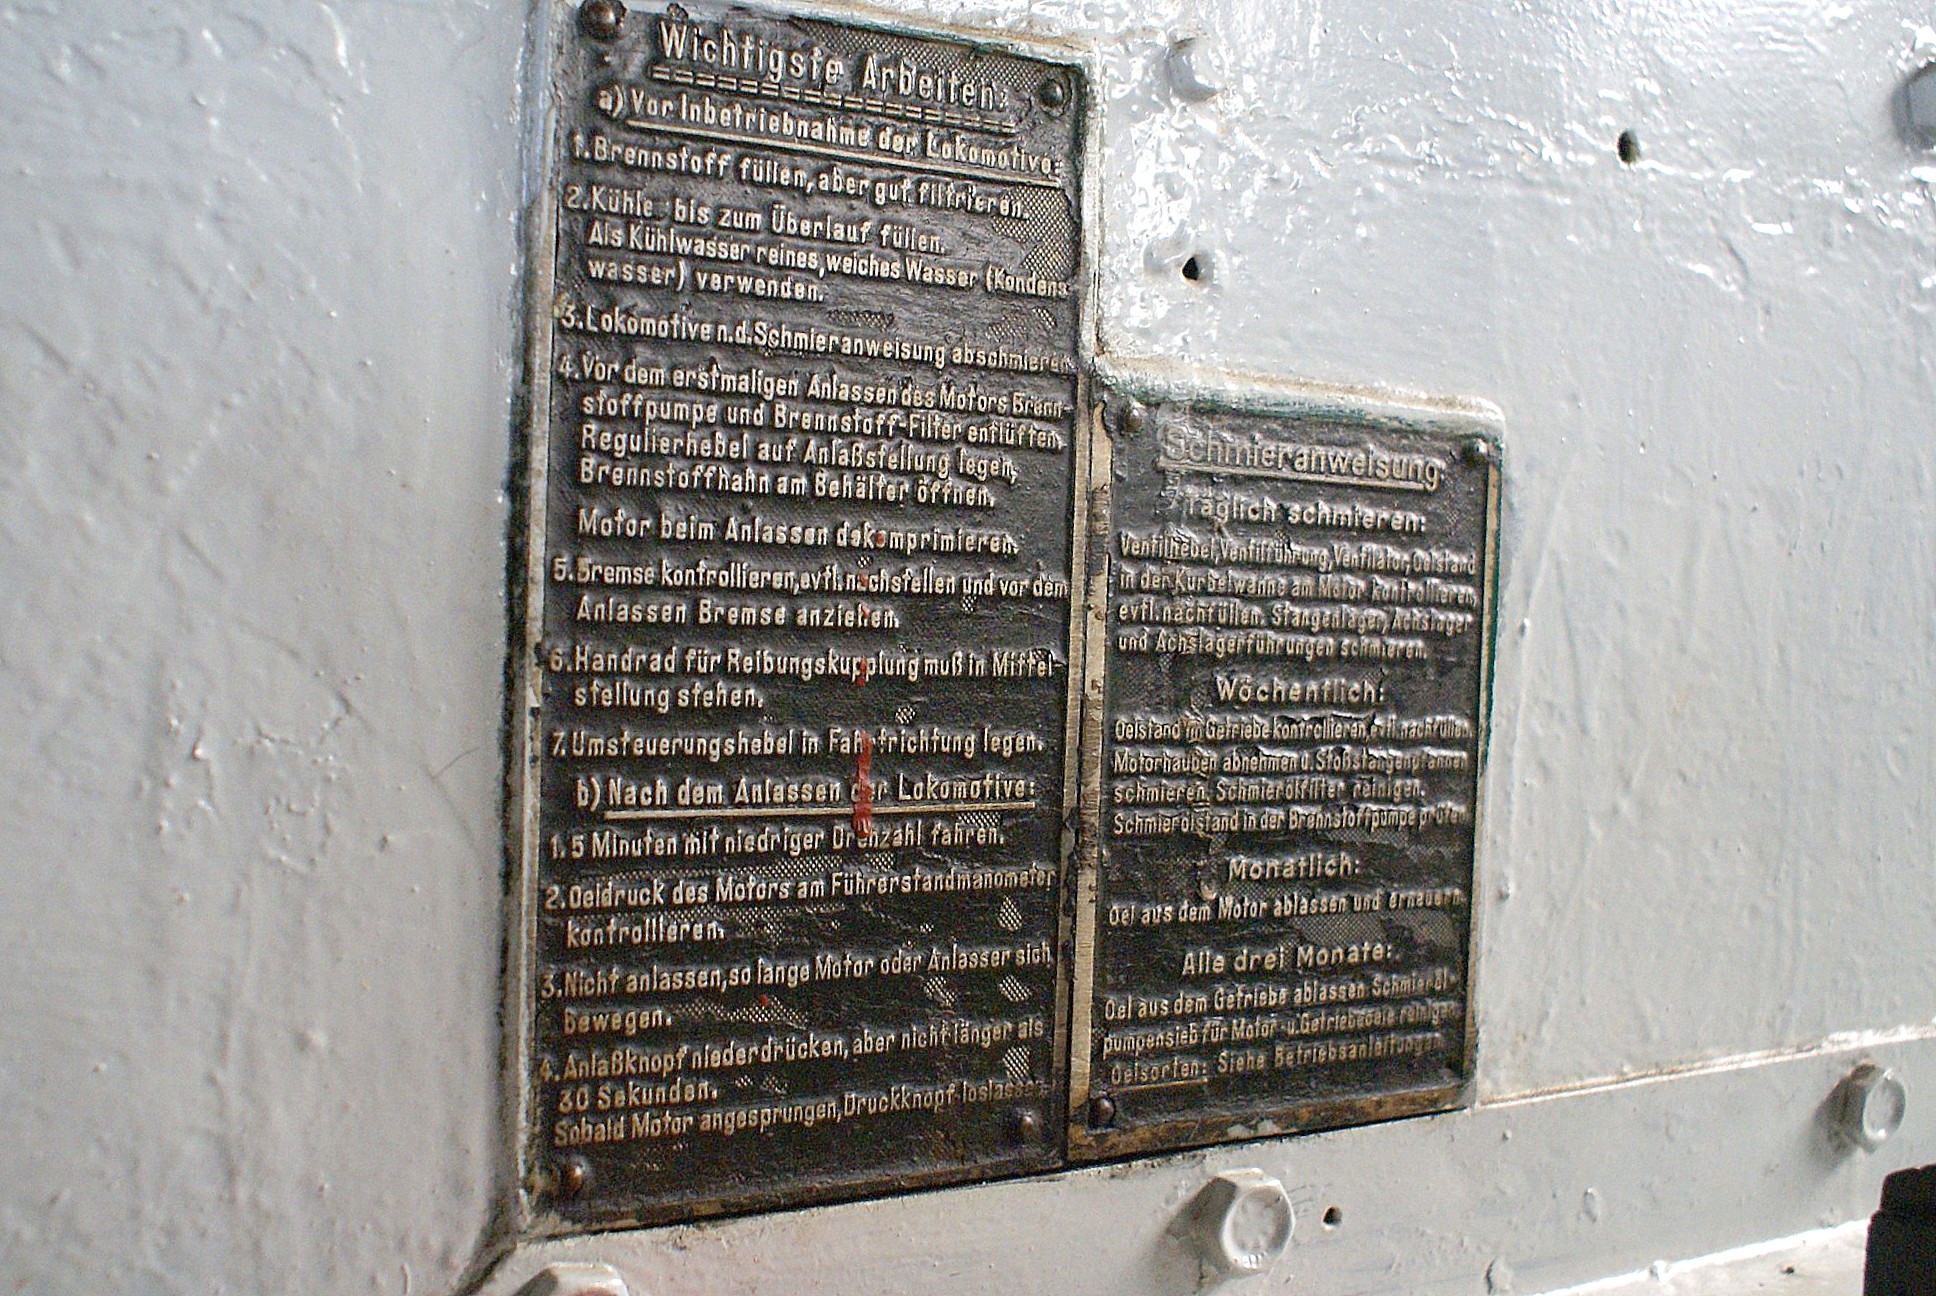 Wichtigste Arbeiten:
a) Vor Inbetriebnahme der Lokomotive:
1. Brennstoff füllen, aber gut filtrieren.
2. Kühle bis zum Überlauf füllen.
Als Kühlwasser reines, weiches Wasser (Kondens
wasser) verwenden.
3. Lokomotive n. d. Schmieranweisung abschmieren
4. Vor dem erstmaligen Anlassen des Motors Brenn-
stoffpumpe und Brennstoff-Filter entlüften,
Regulierhebel auf Anlaßstellung legen,
Brennstoffhahn am Behälter öffnen.
Motor beim Anlassen dekomprimieren.
5. Bremse kontrollieren, evtl. nachstellen und vor dem
Anlassen Bremse anziehen.
6. Handrad für Reibungskupplung muß in Mittel-
stellung stehen.
7. Umsteuerungshebel in Fahrtrichtung legen.
b) Nach dem Anlassen der Lokomotive:
1. 5 Minuten mit niedriger Drehzahl fahren.
2. Oeldruck des Motors am Führerstandmanometer
kontrollieren.
3. Nicht anlassen, so lange Motor oder Anlasser sich
bewegen.
4. Anlaßknopf niederdrücken, aber nicht länger als
30 Sekunden.
Sobald Motor angesprungen, Druckknopf loslassen
Schmieranweisung
Täglich schmieren:
Ventilhebel, Ventilführung, Ventilator, Oelstand
in der Kurbelwanne am Motor kontrollieren,
evtl. nachfüllen. Stangenlager, Achslager
und Achslagerführungen schmieren.
Wöchentlich:
Oelstand im Getriebe kontrollieren, evtl. nachfüllen
Motorhauben abnehmen u. Stoßstangenpfannen
schmieren. Schmierölfilter reinigen.
Schmierölstand in der Brennstoffpumpe prüfen
Monatlich:
Oel aus dem Motor ablassen und erneuern
Alle drei Monate:
Oel aus dem Getriebe ablassen. Schmieröl-
pumpensieb für Motor- u. Getriebeoele reinigen
Oelsorten: Siehe Betriebsanleitungen